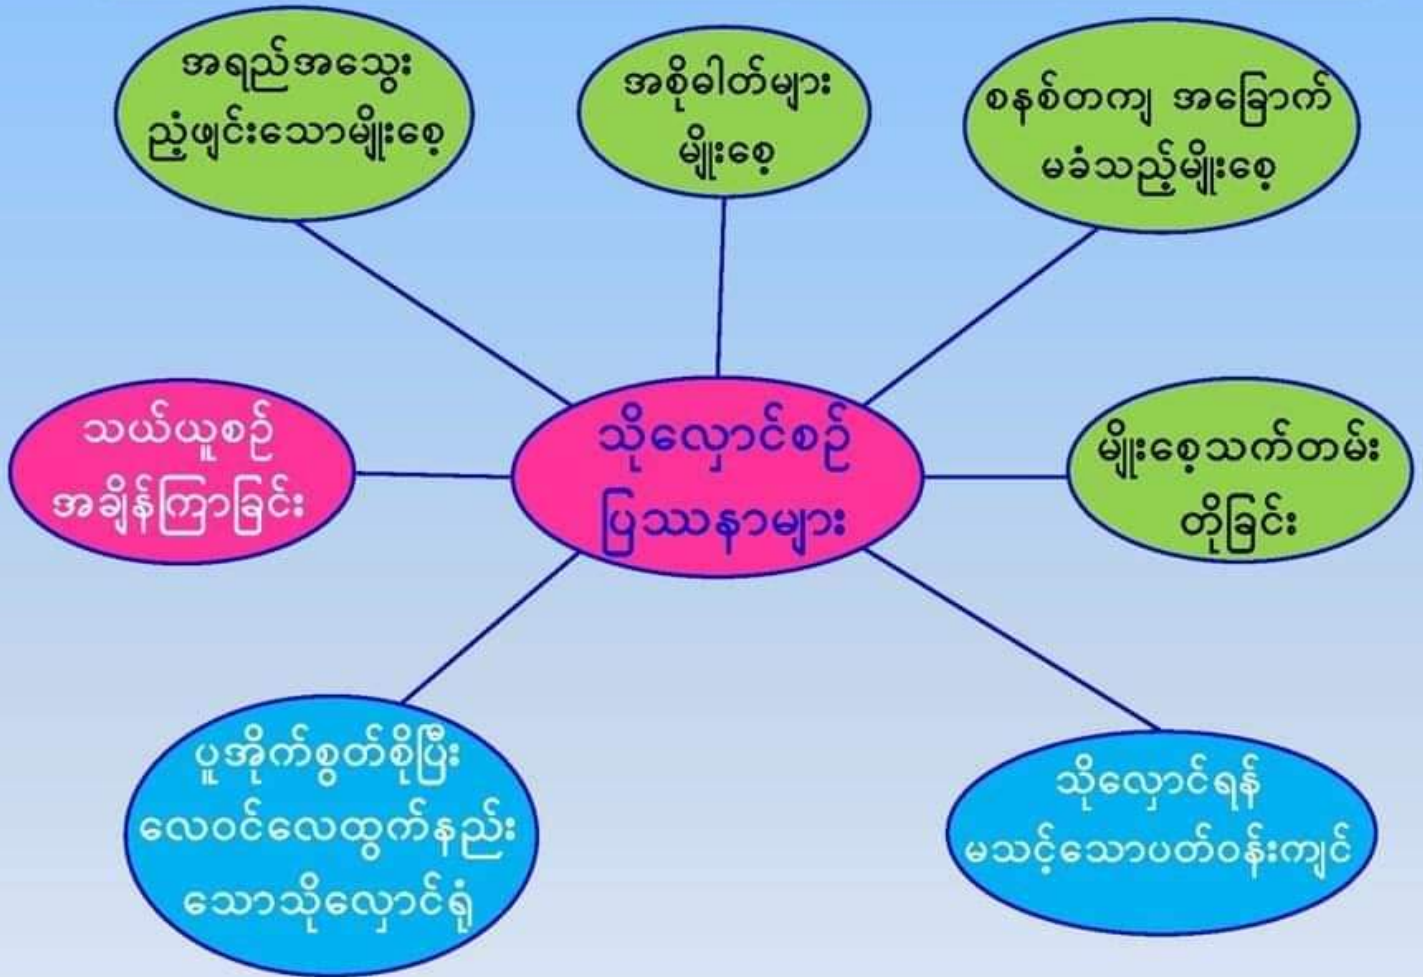 အရည်အသွေး
ညံ့ဖျင်းသောမျိုးစေ့
အစိုဓါတ်များ
မျိုးစေ့
စနစ်တကျ အခြောက်
မခံသည့်မျိုးစေ့
သယ်ယူစဉ်
အချိန်ကြာခြင်း
သိုလှောင်စဉ်
ပြဿနာများ
မျိုးစေ့သက်တမ်း
တိုခြင်း
ပူအိုက်စွတ်စိုပြီး
လေဝင်လေထွက်နည်း
သောသိုလှောင်ရုံ
သိုလှောင်ရန်
မသင့်သောပတ်ဝန်းကျင်